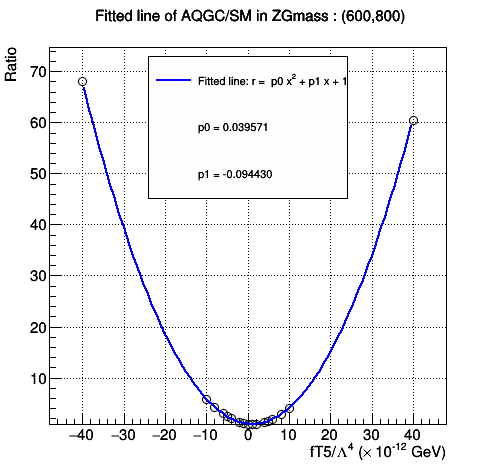 Fitted line of AQGC/SM in ZGmass : (600,800)
Ratio
Fitted line: r = p0 x² + p1 x + 1
p0 = 0.039571
p1 = -0.094430
70
60
50
40
30
20
10
−40 −30 −20 −10 0 10 20 30 40
fT5/Λ⁴ (× 10⁻¹² GeV)